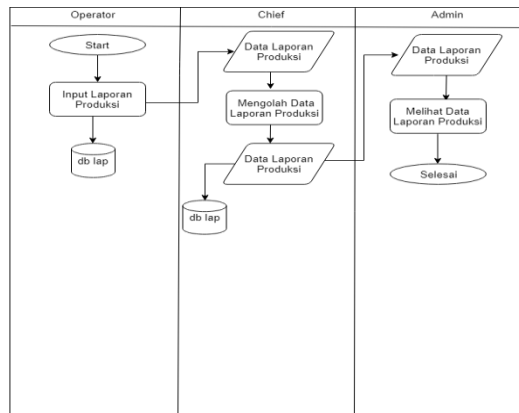 Operator
Chief
Admin
Start
Input Laporan
Produksi
db lap
Data Laporan
Produksi
Mengolah Data
Laporan Produksi
Data Laporan
Produksi
db lap
Data Laporan
Produksi
Melihat Data
Laporan Produksi
Selesai